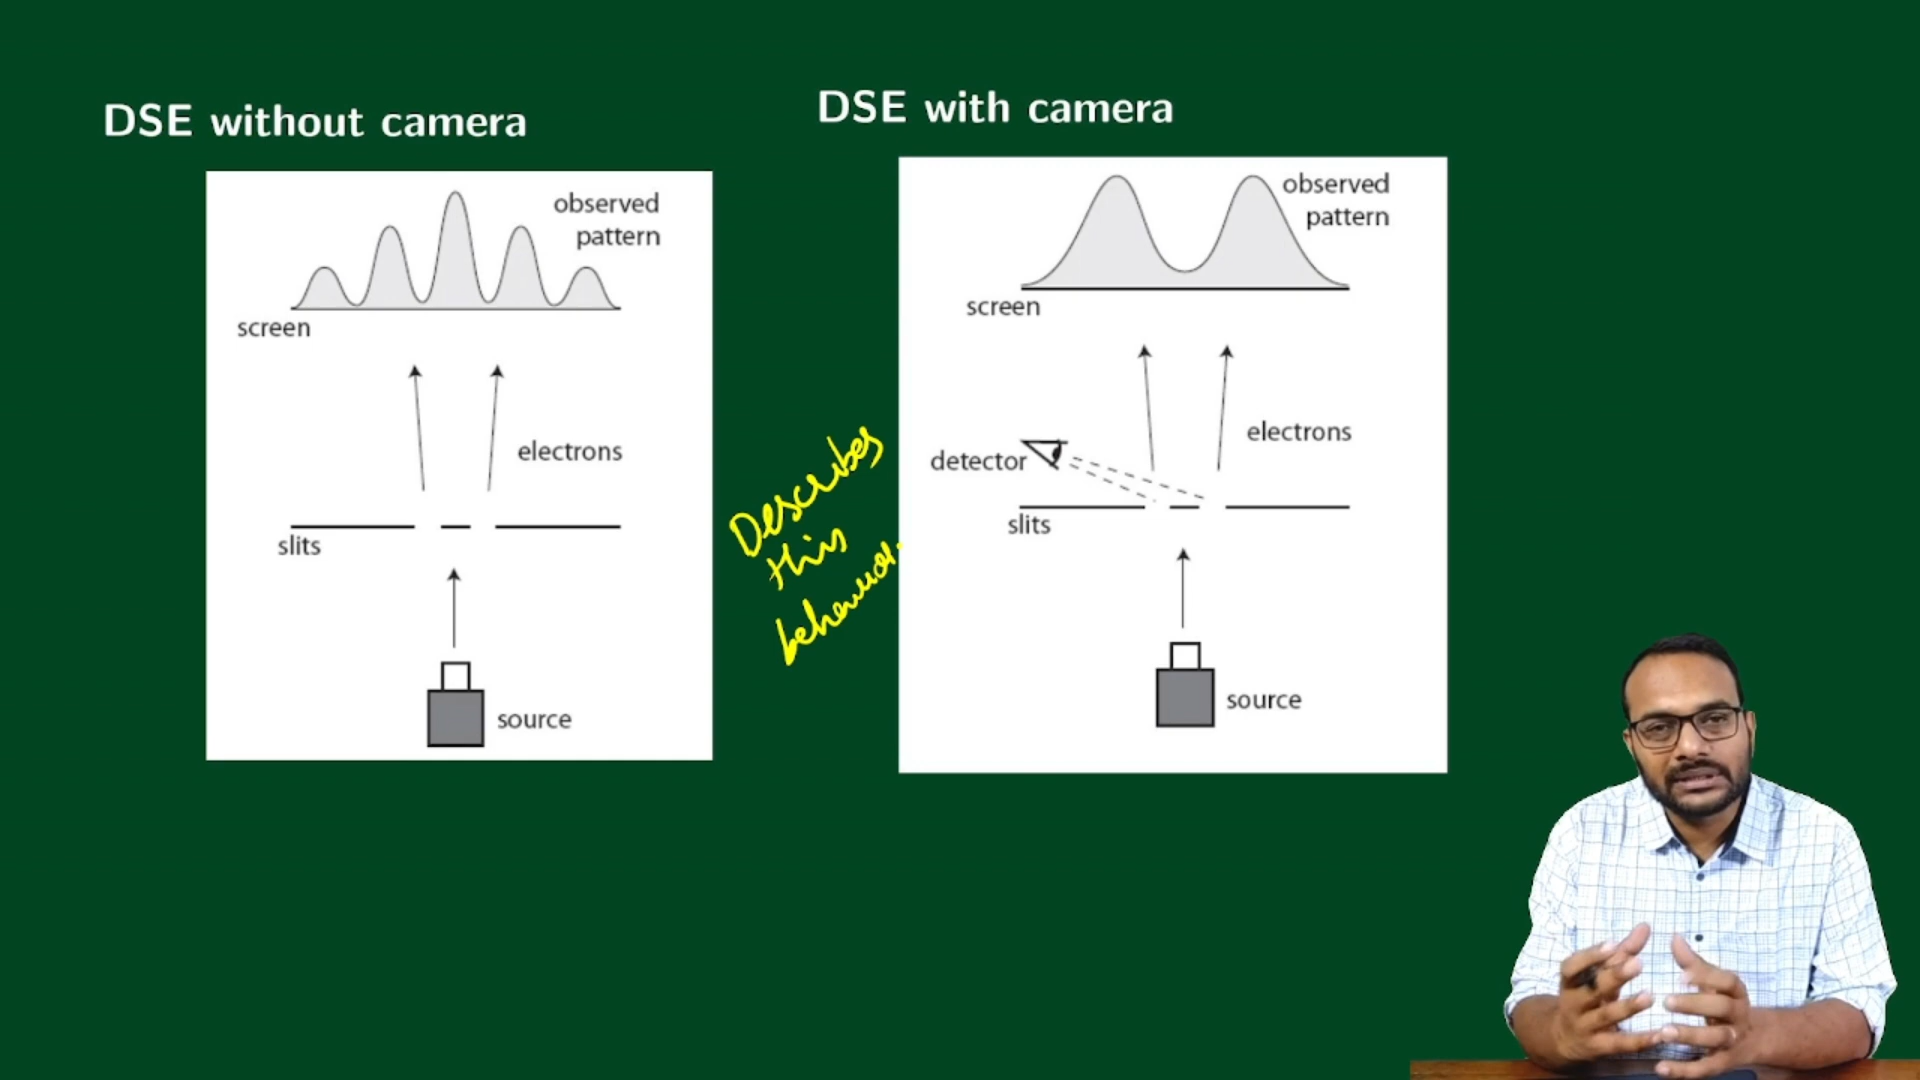 DSE without camera
observed
pattern
screen
electrons
slits
source
Describes
this
behaviour.
DSE with camera
observed
pattern
screen
electrons
detector
slits
source